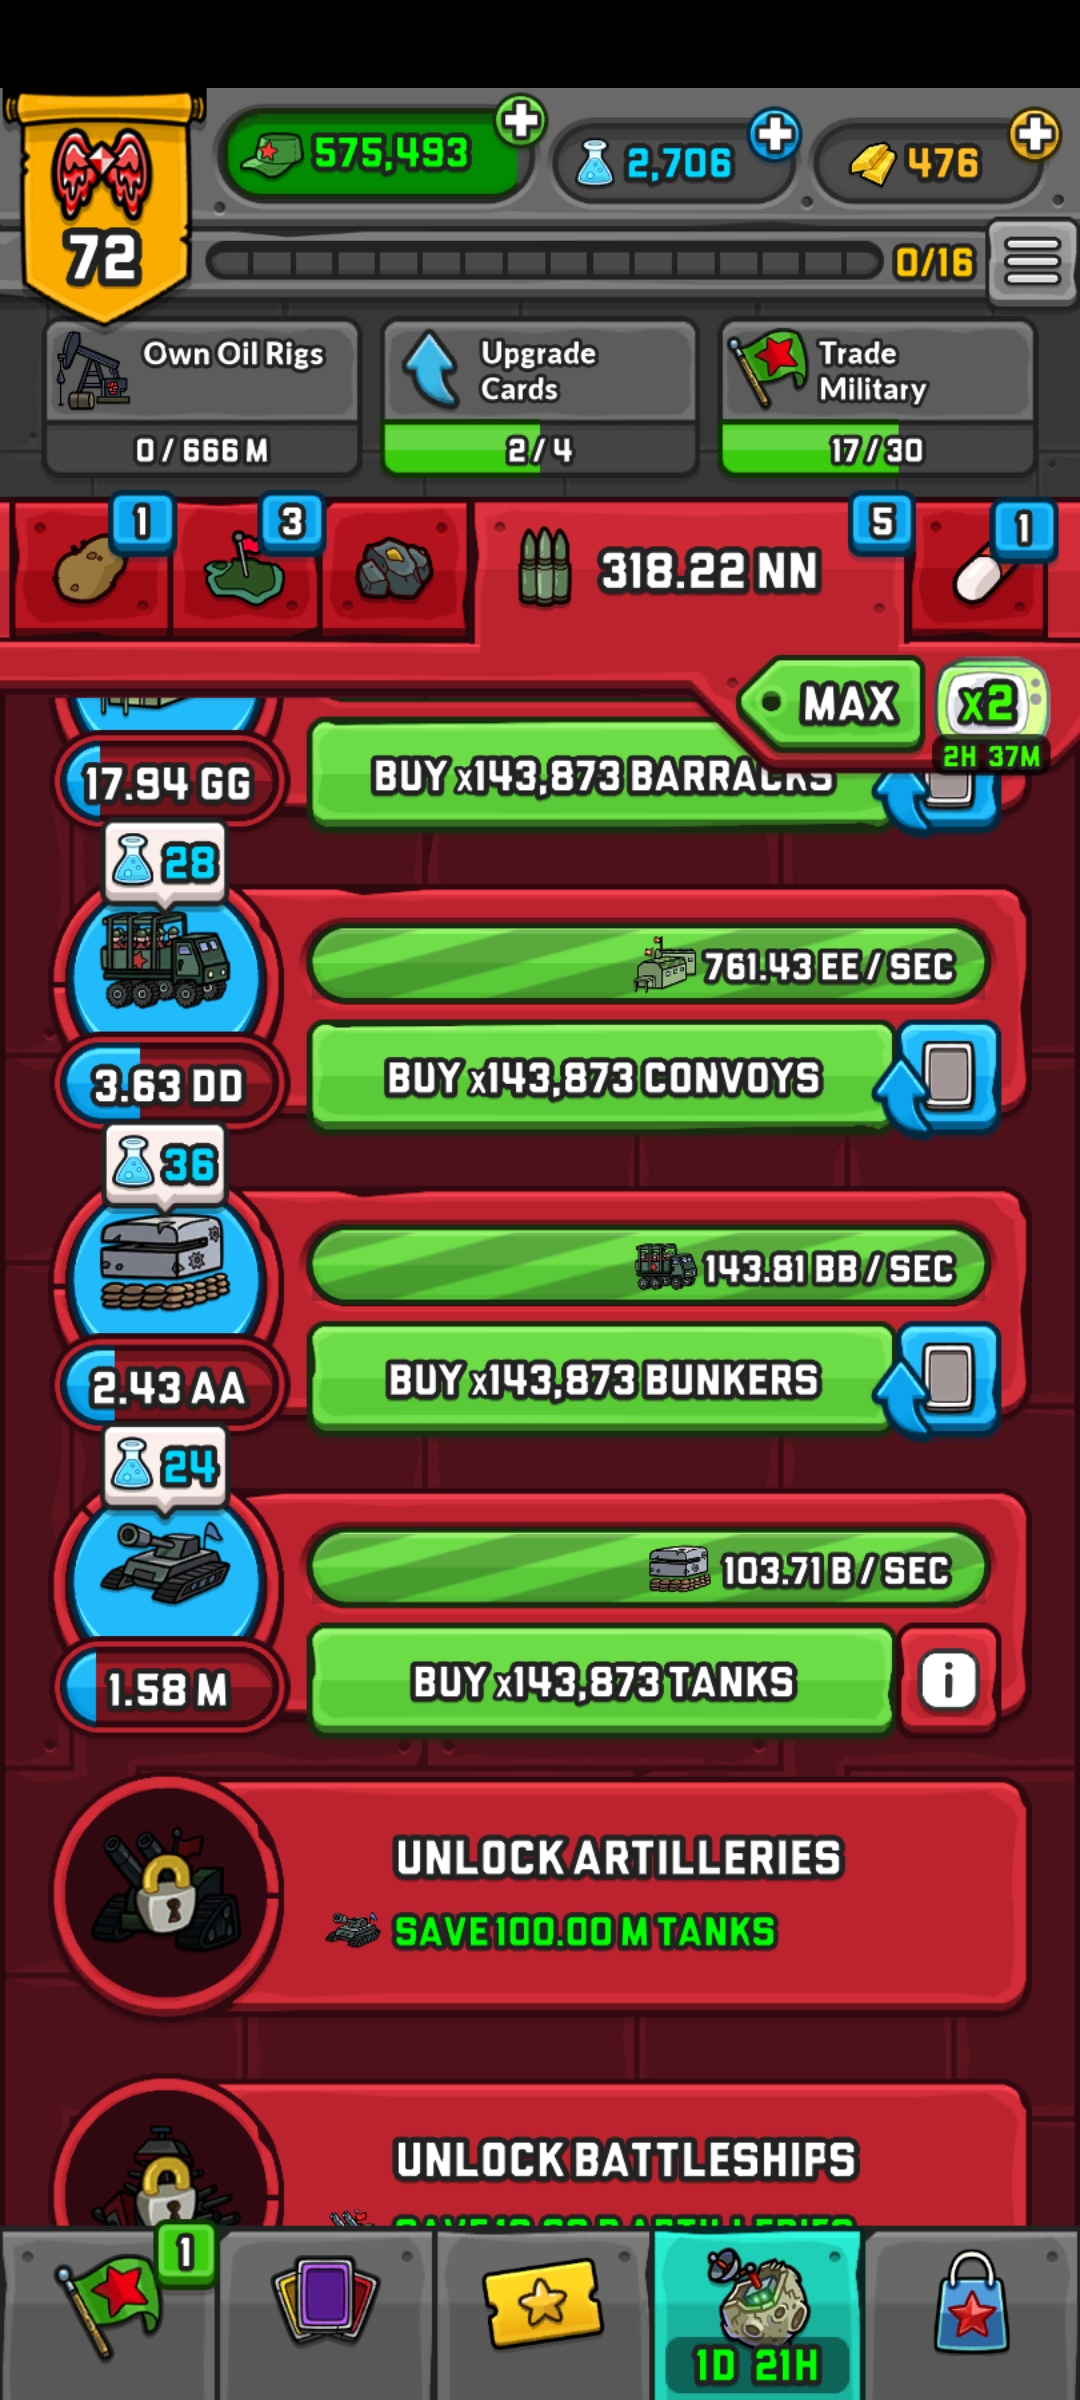 575,493
2,706
476
72
0/16
Own Oil Rigs
0 / 666 M
Upgrade
Cards
2 / 4
Trade
Military
17 / 30
1
3
318.22 NN
5
1
MAX
x2
2H 37M
17.94 GG
BUY x143,873 BARRACKS
28
761.43 EE / SEC
3.63 DD
BUY x143,873 CONVOYS
36
143.81 BB / SEC
2.43 AA
BUY x143,873 BUNKERS
24
103.71 B / SEC
1.58 M
BUY x143,873 TANKS
i
UNLOCK ARTILLERIES
SAVE 100.00 M TANKS
UNLOCK BATTLESHIPS
1
1D 21H